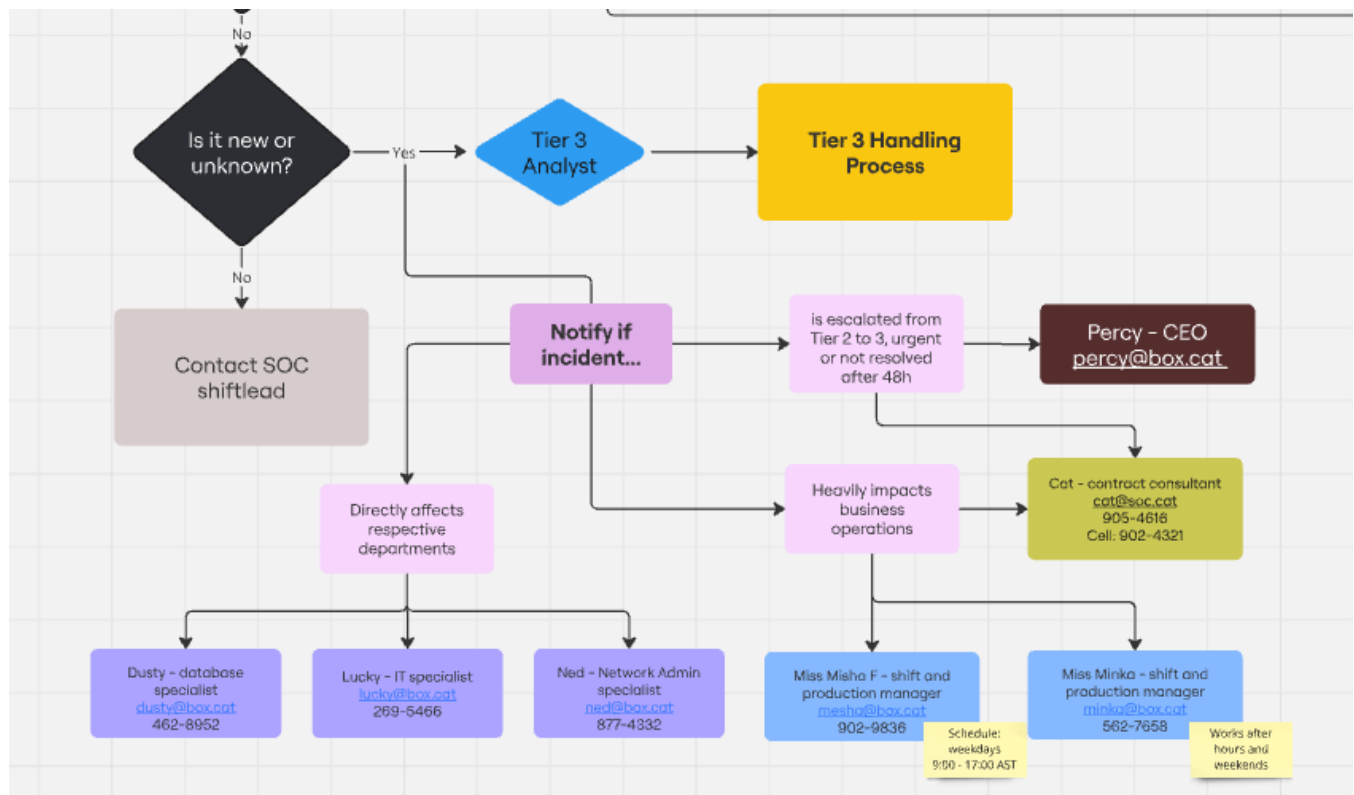 No
Is it new or
unknown?
Yes
Tier 3
Analyst
Tier 3 Handling
Process
No
Contact SOC
shiftlead
Notify if
incident...
is escalated from
Tier 2 to 3, urgent
or not resolved
after 48h
Percy - CEO
percy@box.cat
Directly affects
respective
departments
Heavily impacts
business
operations
Cat - contract consultant
cat@soc.cat
905-4616
Cell: 902-4321
Dusty - database
specialist
dusty@box.cat
462-8952
Lucky - IT specialist
lucky@box.cat
269-5466
Ned - Network Admin
specialist
ned@box.cat
877-4332
Miss Misha F - shift and
production manager
mesha@box.cat
902-9836
Schedule:
weekdays
9:00 - 17:00 AST
Miss Minka - shift and
production manager
minka@box.cat
562-7658
Works after
hours and
weekends